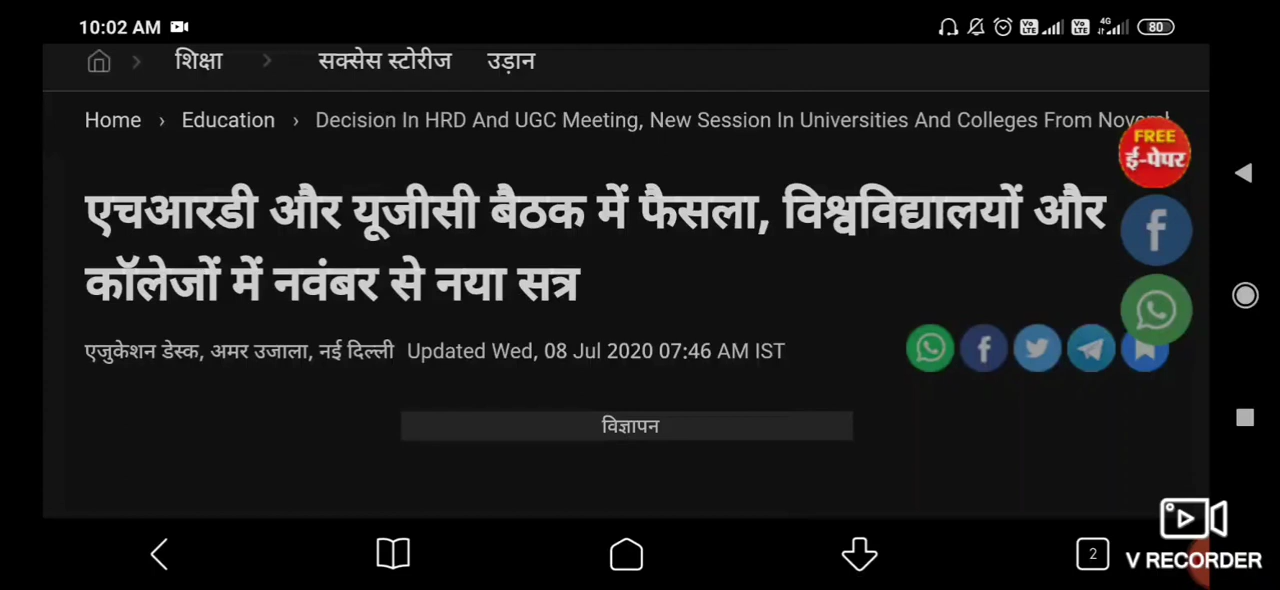 10:02 AM
4G
80
शिक्षा
सक्सेस स्टोरीज
उड़ान
Home › Education › Decision In HRD And UGC Meeting, New Session In Universities And Colleges From
FREE
ई-पेपर
एचआरडी और यूजीसी बैठक में फैसला, विश्वविद्यालयों और
कॉलेजों में नवंबर से नया सत्र
एजुकेशन डेस्क, अमर उजाला, नई दिल्ली Updated Wed, 08 Jul 2020 07:46 AM IST
विज्ञापन
2
V RECORDER